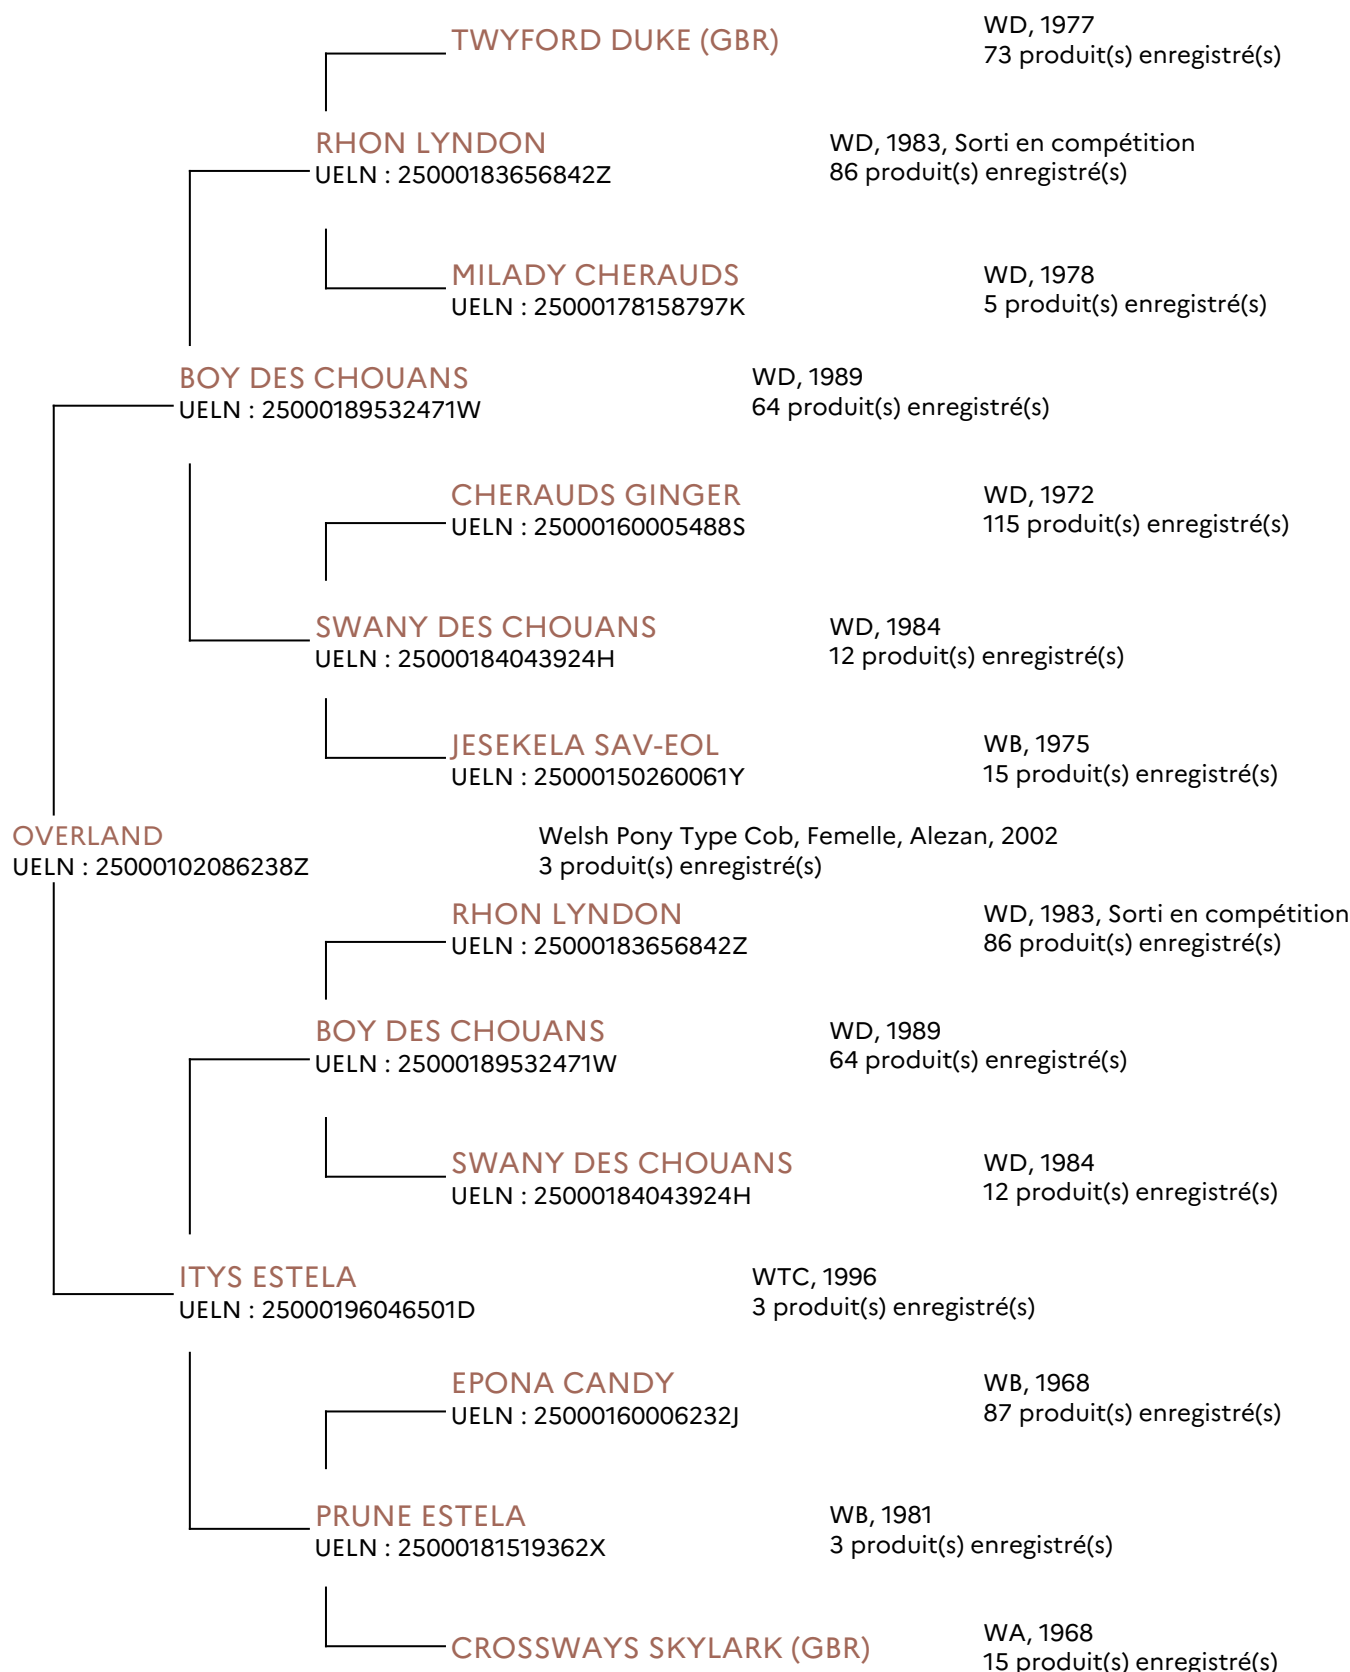 TWYFORD DUKE (GBR)
WD, 1977
73 produit(s) enregistré(s)
RHON LYNDON
UELN : 25000183656842Z
WD, 1983, Sorti en compétition
86 produit(s) enregistré(s)
MILADY CHERAUDS
UELN : 25000178158797K
WD, 1978
5 produit(s) enregistré(s)
BOY DES CHOUANS
UELN : 25000189532471W
WD, 1989
64 produit(s) enregistré(s)
CHERAUDS GINGER
UELN : 25000160005488S
WD, 1972
115 produit(s) enregistré(s)
SWANY DES CHOUANS
UELN : 25000184043924H
WD, 1984
12 produit(s) enregistré(s)
JESEKELA SAV-EOL
UELN : 25000150260061Y
WB, 1975
15 produit(s) enregistré(s)
OVERLAND
UELN : 25000102086238Z
Welsh Pony Type Cob, Femelle, Alezan, 2002
3 produit(s) enregistré(s)
RHON LYNDON
UELN : 25000183656842Z
WD, 1983, Sorti en compétition
86 produit(s) enregistré(s)
BOY DES CHOUANS
UELN : 25000189532471W
WD, 1989
64 produit(s) enregistré(s)
SWANY DES CHOUANS
UELN : 25000184043924H
WD, 1984
12 produit(s) enregistré(s)
ITYS ESTELA
UELN : 25000196046501D
WTC, 1996
3 produit(s) enregistré(s)
EPONA CANDY
UELN : 25000160006232J
WB, 1968
87 produit(s) enregistré(s)
PRUNE ESTELA
UELN : 25000181519362X
WB, 1981
3 produit(s) enregistré(s)
CROSSWAYS SKYLARK (GBR)
WA, 1968
15 produit(s) enregistré(s)